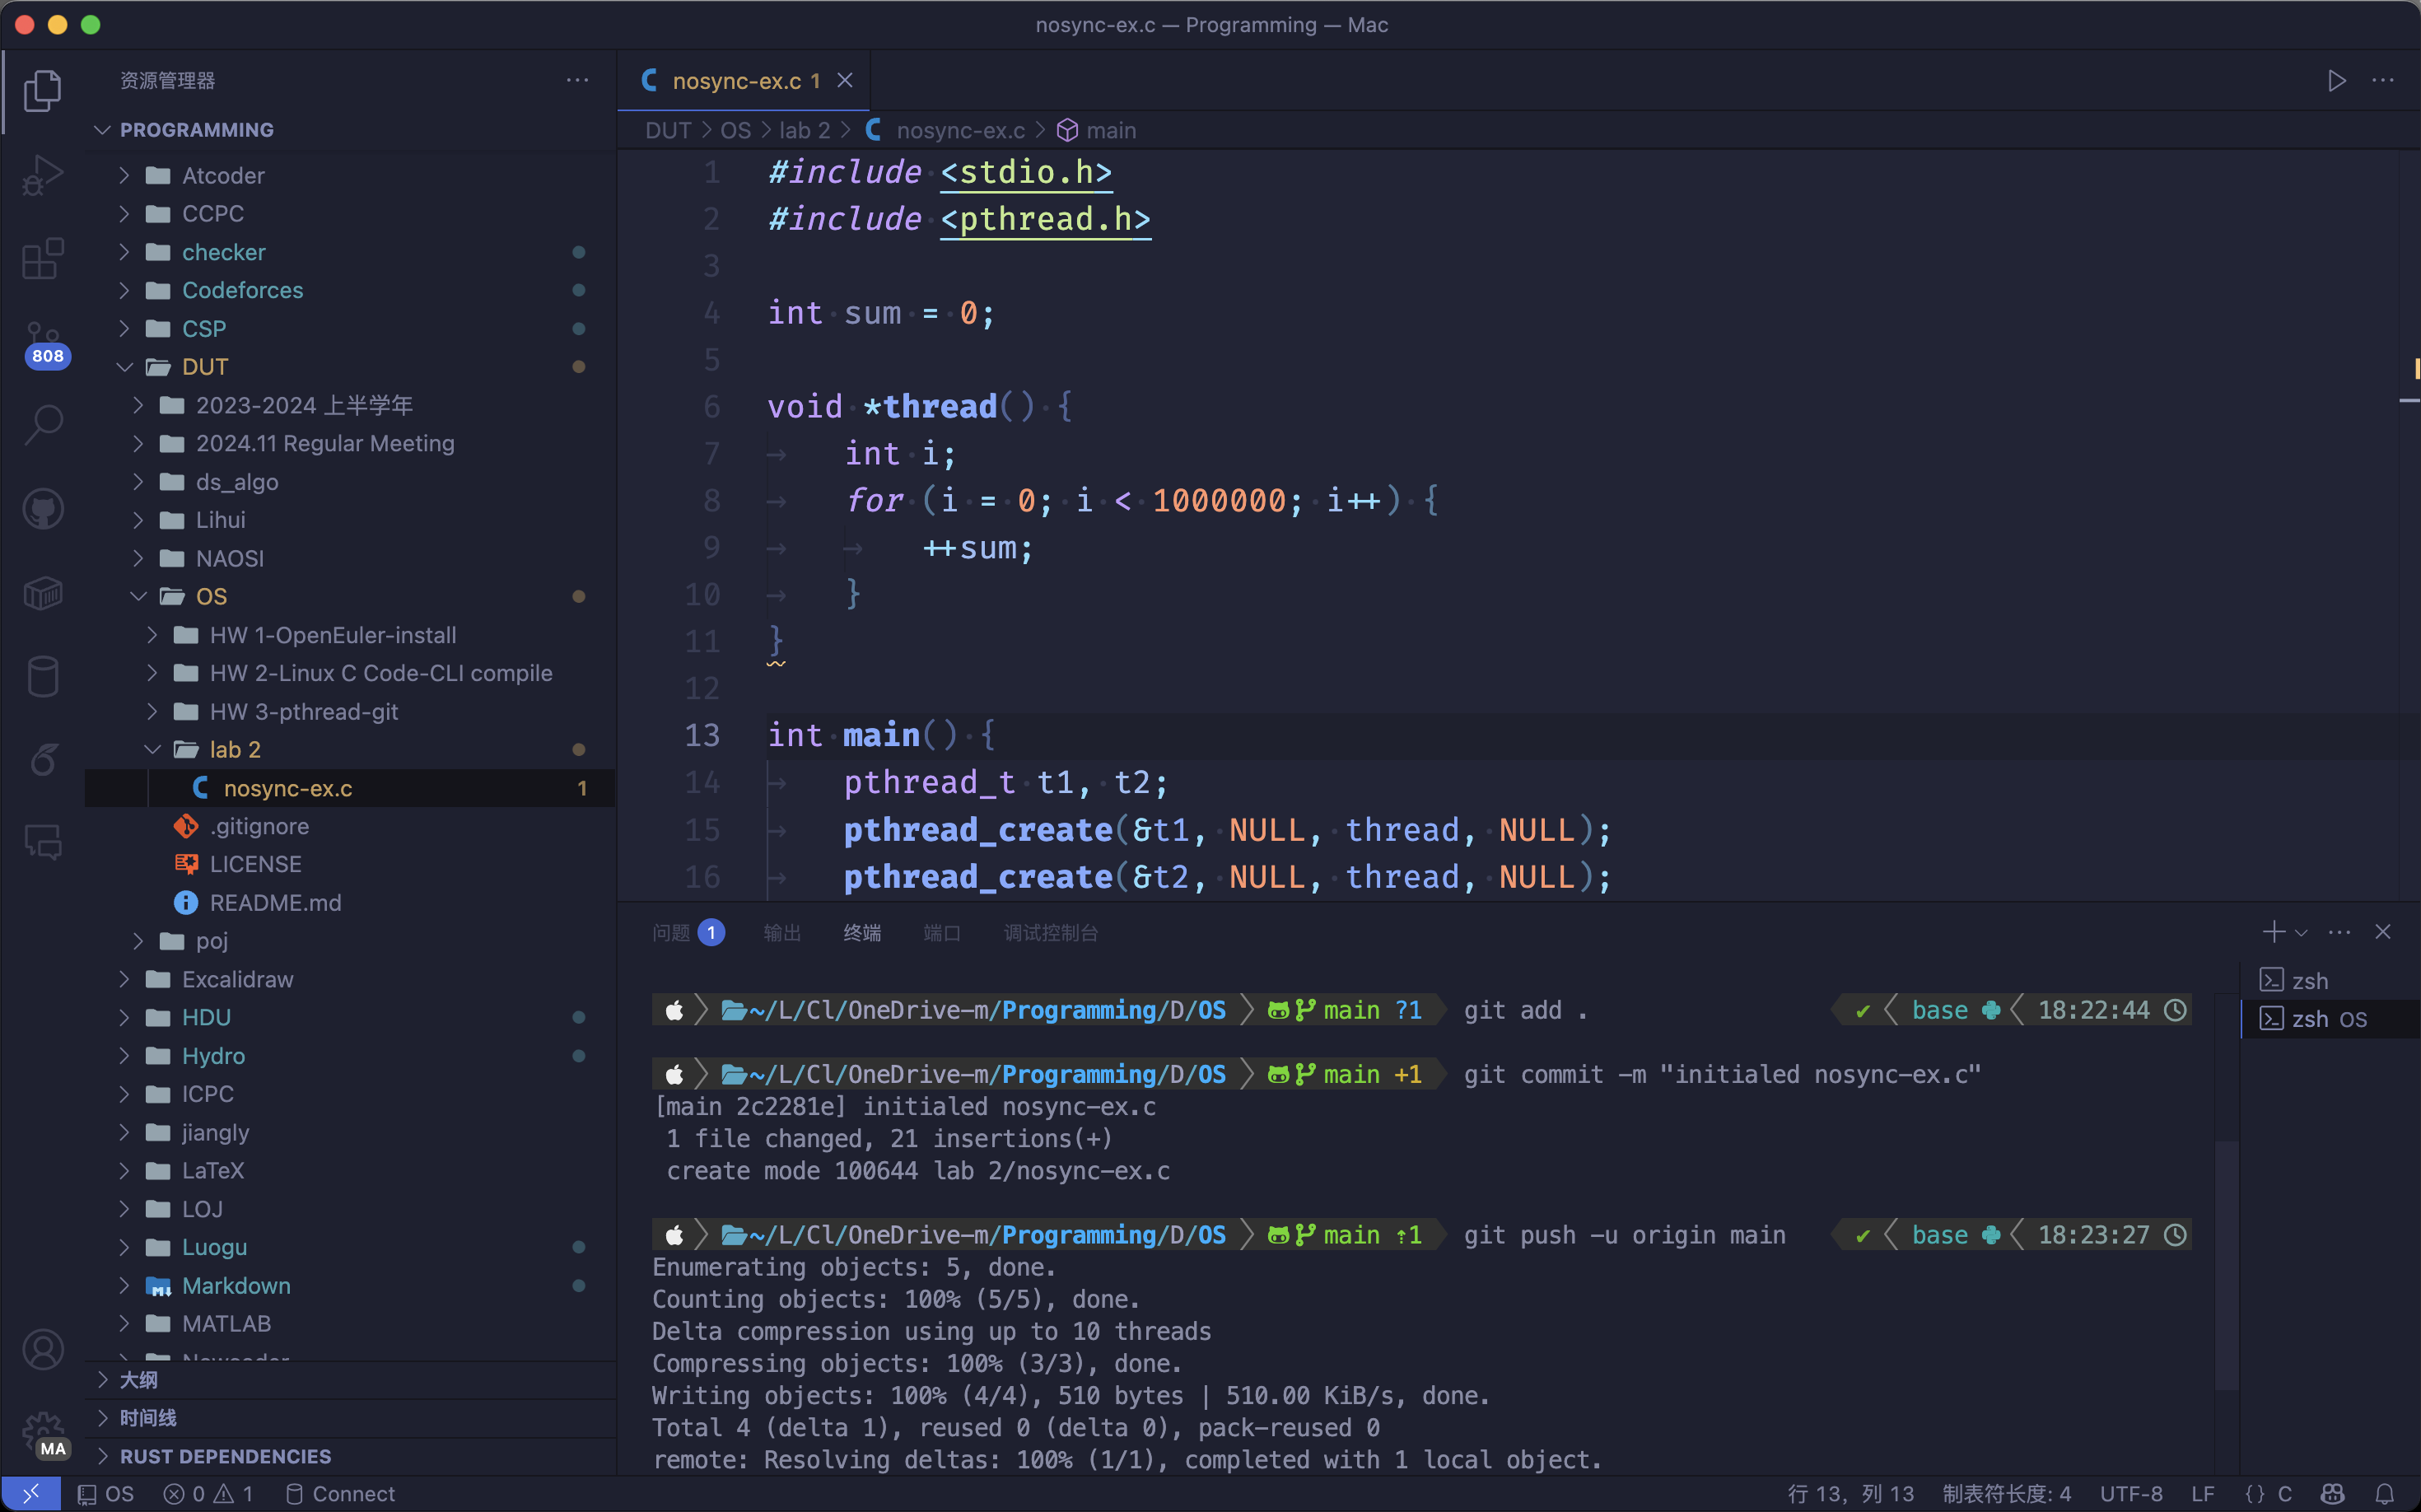 nosync-ex.c — Programming — Mac
资源管理器
PROGRAMMING
Atcoder
CCPC
checker
Codeforces
CSP
808
DUT
2023-2024 上半学年
2024.11 Regular Meeting
ds_algo
Lihui
NAOSI
OS
HW 1-OpenEuler-install
HW 2-Linux C Code-CLI compile
HW 3-pthread-git
lab 2
nosync-ex.c 1
.gitignore
LICENSE
README.md
poj
Excalidraw
HDU
Hydro
ICPC
jiangly
LaTeX
LOJ
Luogu
Markdown
MATLAB
大纲
时间线
RUST DEPENDENCIES
MA
nosync-ex.c 1
DUT > OS > lab 2 > nosync-ex.c > main
1 #include <stdio.h>
2 #include <pthread.h>
3
4 int sum = 0;
5
6 void *thread() {
7 int i;
8 for (i = 0; i < 1000000; i++) {
9 ++sum;
10 }
11 }
12
13 int main() {
14 pthread_t t1, t2;
15 pthread_create(&t1, NULL, thread, NULL);
16 pthread_create(&t2, NULL, thread, NULL);
问题 1 输出 终端 端口 调试控制台
zsh
zsh OS
~/L/Cl/OneDrive-m/Programming/D/OS main ?1 git add . ✔ base 18:22:44
~/L/Cl/OneDrive-m/Programming/D/OS main +1 git commit -m "initialed nosync-ex.c"
[main 2c2281e] initialed nosync-ex.c
1 file changed, 21 insertions(+)
create mode 100644 lab 2/nosync-ex.c
~/L/Cl/OneDrive-m/Programming/D/OS main ⇡1 git push -u origin main ✔ base 18:23:27
Enumerating objects: 5, done.
Counting objects: 100% (5/5), done.
Delta compression using up to 10 threads
Compressing objects: 100% (3/3), done.
Writing objects: 100% (4/4), 510 bytes | 510.00 KiB/s, done.
Total 4 (delta 1), reused 0 (delta 0), pack-reused 0
remote: Resolving deltas: 100% (1/1), completed with 1 local object.
OS 0 1 Connect 行 13, 列 13 制表符长度: 4 UTF-8 LF {} C